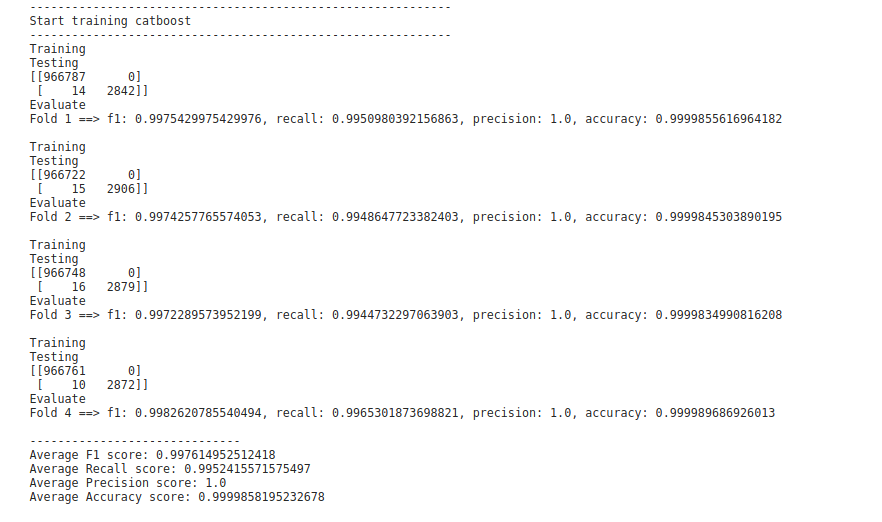 ------------------------------------------------------------
Start training catboost
------------------------------------------------------------
Training
Testing
[[966787      0]
 [    14   2842]]
Evaluate
Fold 1 ==> f1: 0.9975429975429976, recall: 0.9950980392156863, precision: 1.0, accuracy: 0.9999855616964182

Training
Testing
[[966722      0]
 [    15   2906]]
Evaluate
Fold 2 ==> f1: 0.9974257765574053, recall: 0.9948647723382403, precision: 1.0, accuracy: 0.9999845303890195

Training
Testing
[[966748      0]
 [    16   2879]]
Evaluate
Fold 3 ==> f1: 0.9972289573952199, recall: 0.9944732297063903, precision: 1.0, accuracy: 0.9999834990816208

Training
Testing
[[966761      0]
 [    10   2872]]
Evaluate
Fold 4 ==> f1: 0.9982620785540494, recall: 0.9965301873698821, precision: 1.0, accuracy: 0.999989686926013

------------------------------
Average F1 score: 0.997614952512418
Average Recall score: 0.9952415571575497
Average Precision score: 1.0
Average Accuracy score: 0.9999858195232678